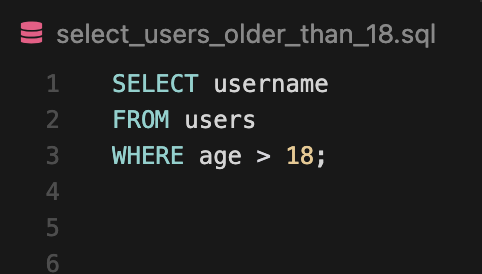 select_users_older_than_18.sql
1 SELECT username
2 FROM users
3 WHERE age > 18;
4
5
6